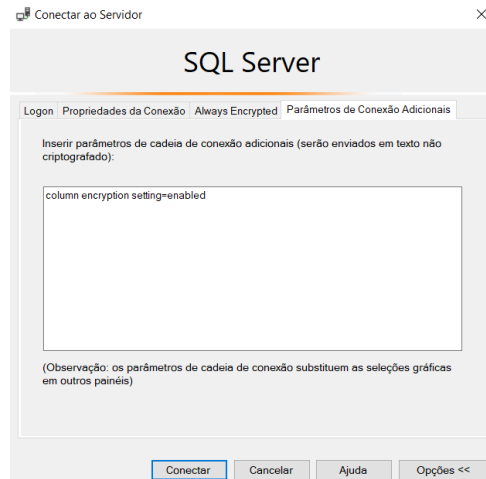 Conectar ao Servidor
SQL Server
Logon Propriedades da Conexão Always Encrypted Parâmetros de Conexão Adicionais
Inserir parâmetros de cadeia de conexão adicionais (serão enviados em texto não
criptografado):
column encryption setting=enabled
(Observação: os parâmetros de cadeia de conexão substituem as seleções gráficas
em outros painéis)
Conectar Cancelar Ajuda Opções <<